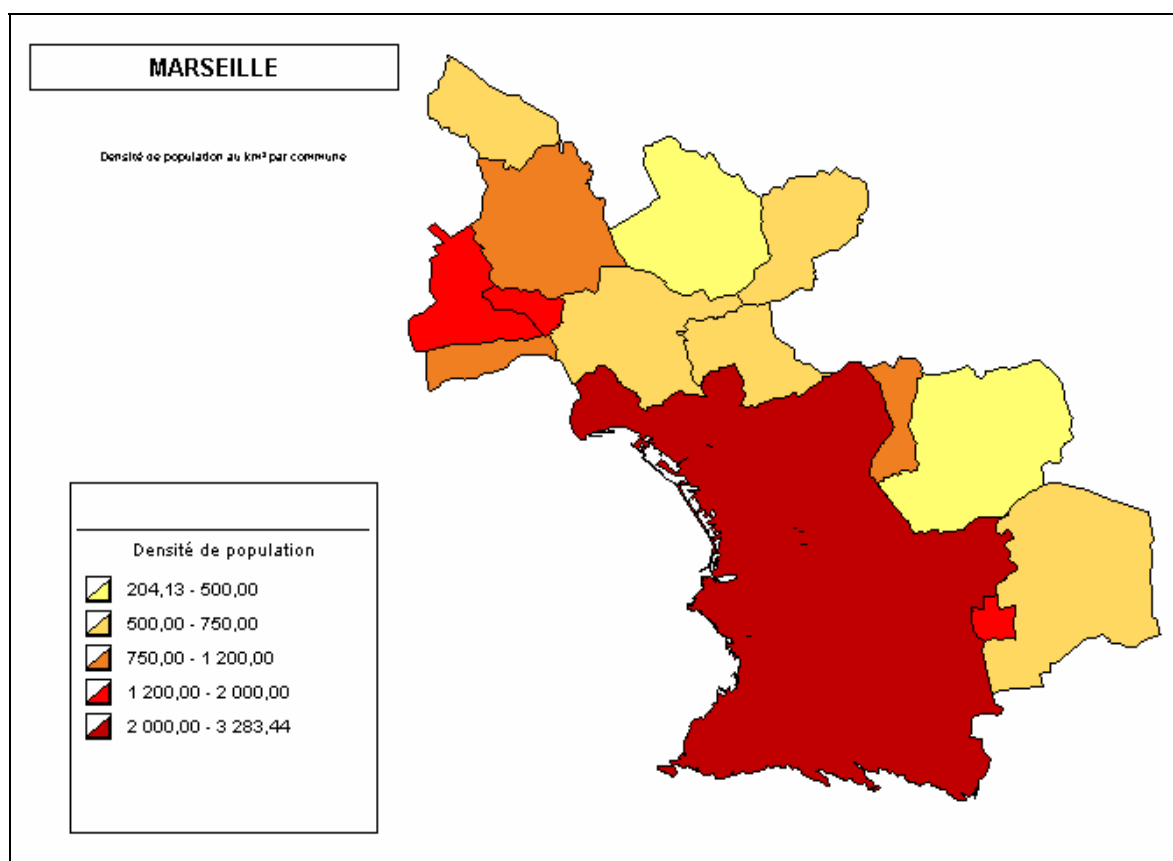 MARSEILLE
Densité de population au km² par commune
Densité de population
204,13 - 500,00
500,00 - 750,00
750,00 - 1 200,00
1 200,00 - 2 000,00
2 000,00 - 3 283,44